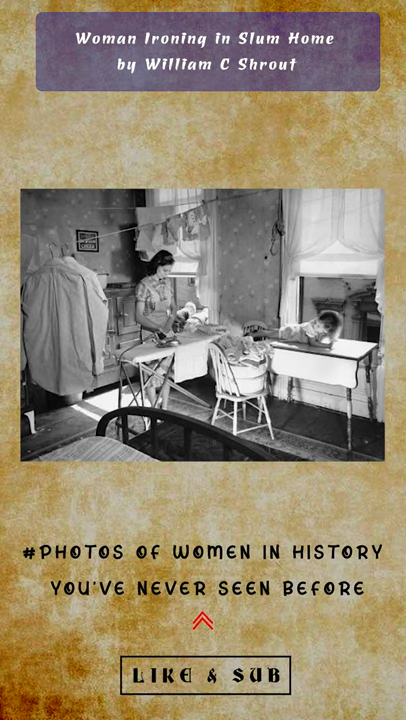 Woman Ironing in Slum Home
by William C Shrout
#PHOTOS OF WOMEN IN HISTORY
YOU'VE NEVER SEEN BEFORE
LIKE & SUB